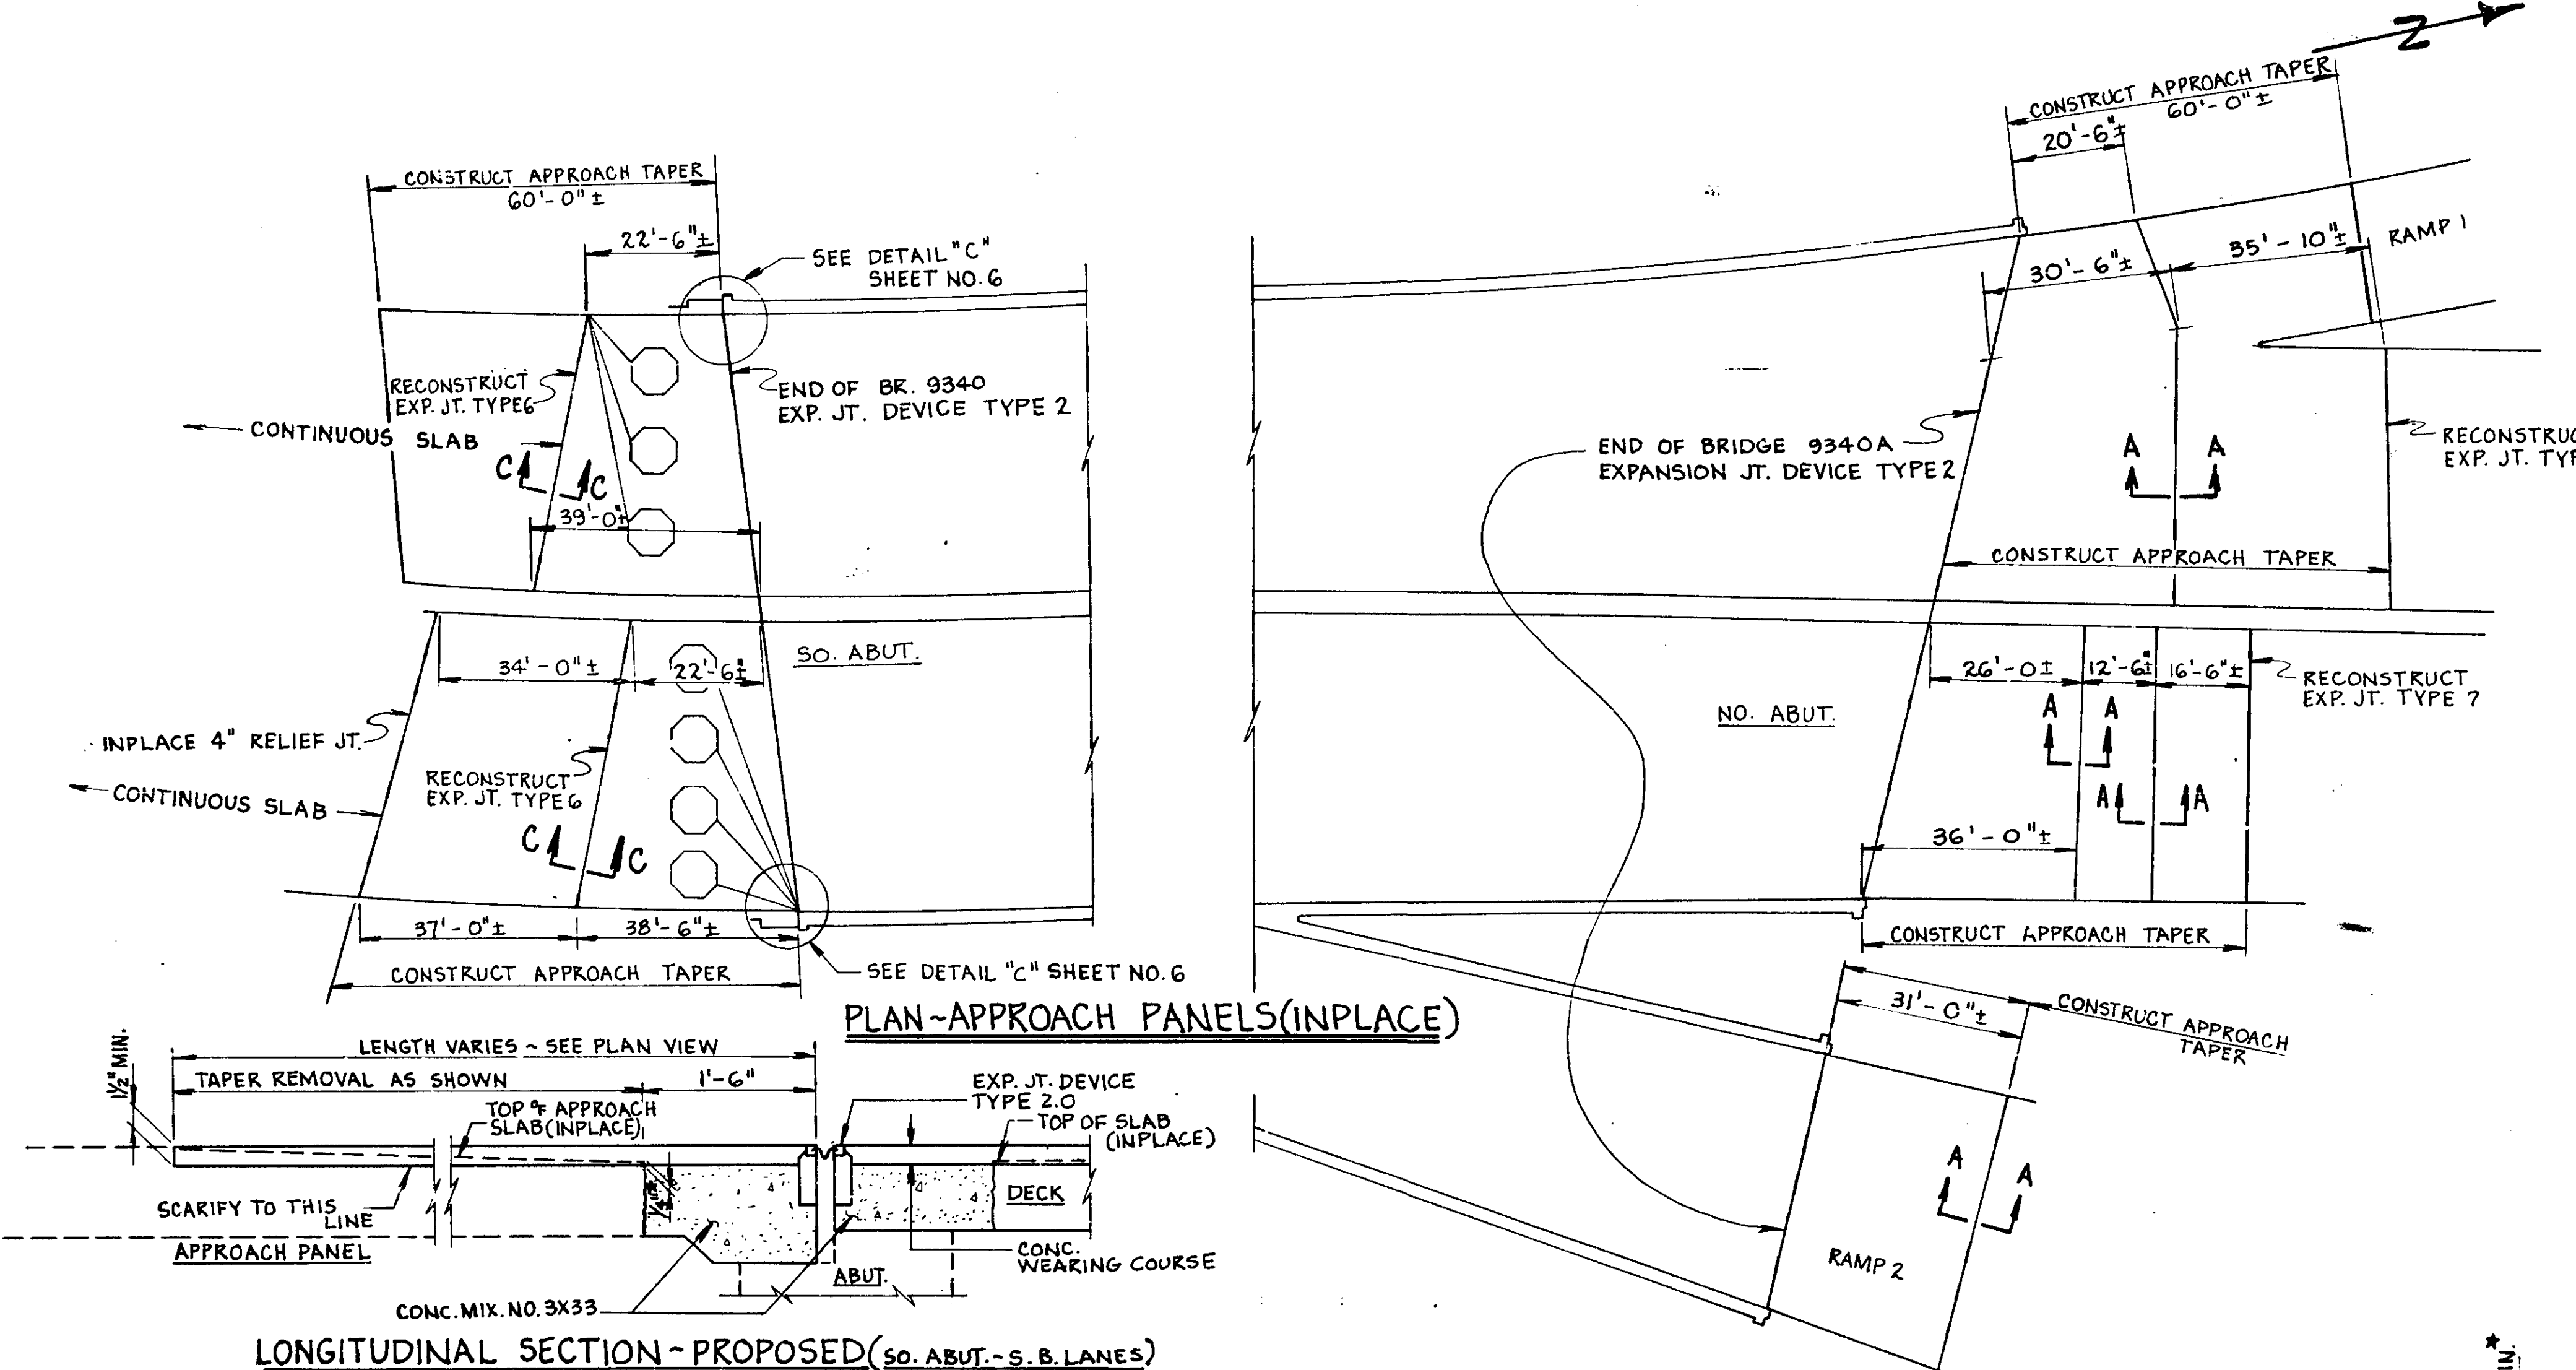 N
CONSTRUCT APPROACH TAPER
60'-0"±
20'-6"±
CONSTRUCT APPROACH TAPER
60'-0"±
22'-6"±
SEE DETAIL "C"
SHEET NO. 6
30'-6"±
35'-10"±
RAMP 1
RECONSTRUCT
EXP. JT. TYPE6
END OF BR. 9340
EXP. JT. DEVICE TYPE 2
CONTINUOUS SLAB
C
C
39'-0"±
END OF BRIDGE 9340A
EXPANSION JT. DEVICE TYPE 2
A
A
RECONSTRUC
EXP. JT. TYP
CONSTRUCT APPROACH TAPER
34'-0"±
22'-6"±
SO. ABUT.
26'-0±
12'-6"±
16'-6"±
RECONSTRUCT
EXP. JT. TYPE 7
NO. ABUT.
INPLACE 4" RELIEF JT.
A
A
RECONSTRUCT
EXP. JT. TYPE 6
CONTINUOUS SLAB
A
A
C
C
36'-0"±
37'-0"±
38'-6"±
CONSTRUCT APPROACH TAPER
CONSTRUCT APPROACH TAPER
SEE DETAIL "C" SHEET NO. 6
PLAN~APPROACH PANELS(INPLACE)
31'-0"±
CONSTRUCT APPROACH
TAPER
1½" MIN.
LENGTH VARIES ~ SEE PLAN VIEW
TAPER REMOVAL AS SHOWN
1'-6"
EXP. JT. DEVICE
TYPE 2.0
TOP OF APPROACH
SLAB(INPLACE)
TOP OF SLAB
(INPLACE)
SCARIFY TO THIS
LINE
DECK
A
A
APPROACH PANEL
CONC.
WEARING COURSE
ABUT.
RAMP 2
CONC. MIX. NO. 3X33
LONGITUDINAL SECTION~PROPOSED(SO. ABUT.~S.B. LANES)
*
IN.